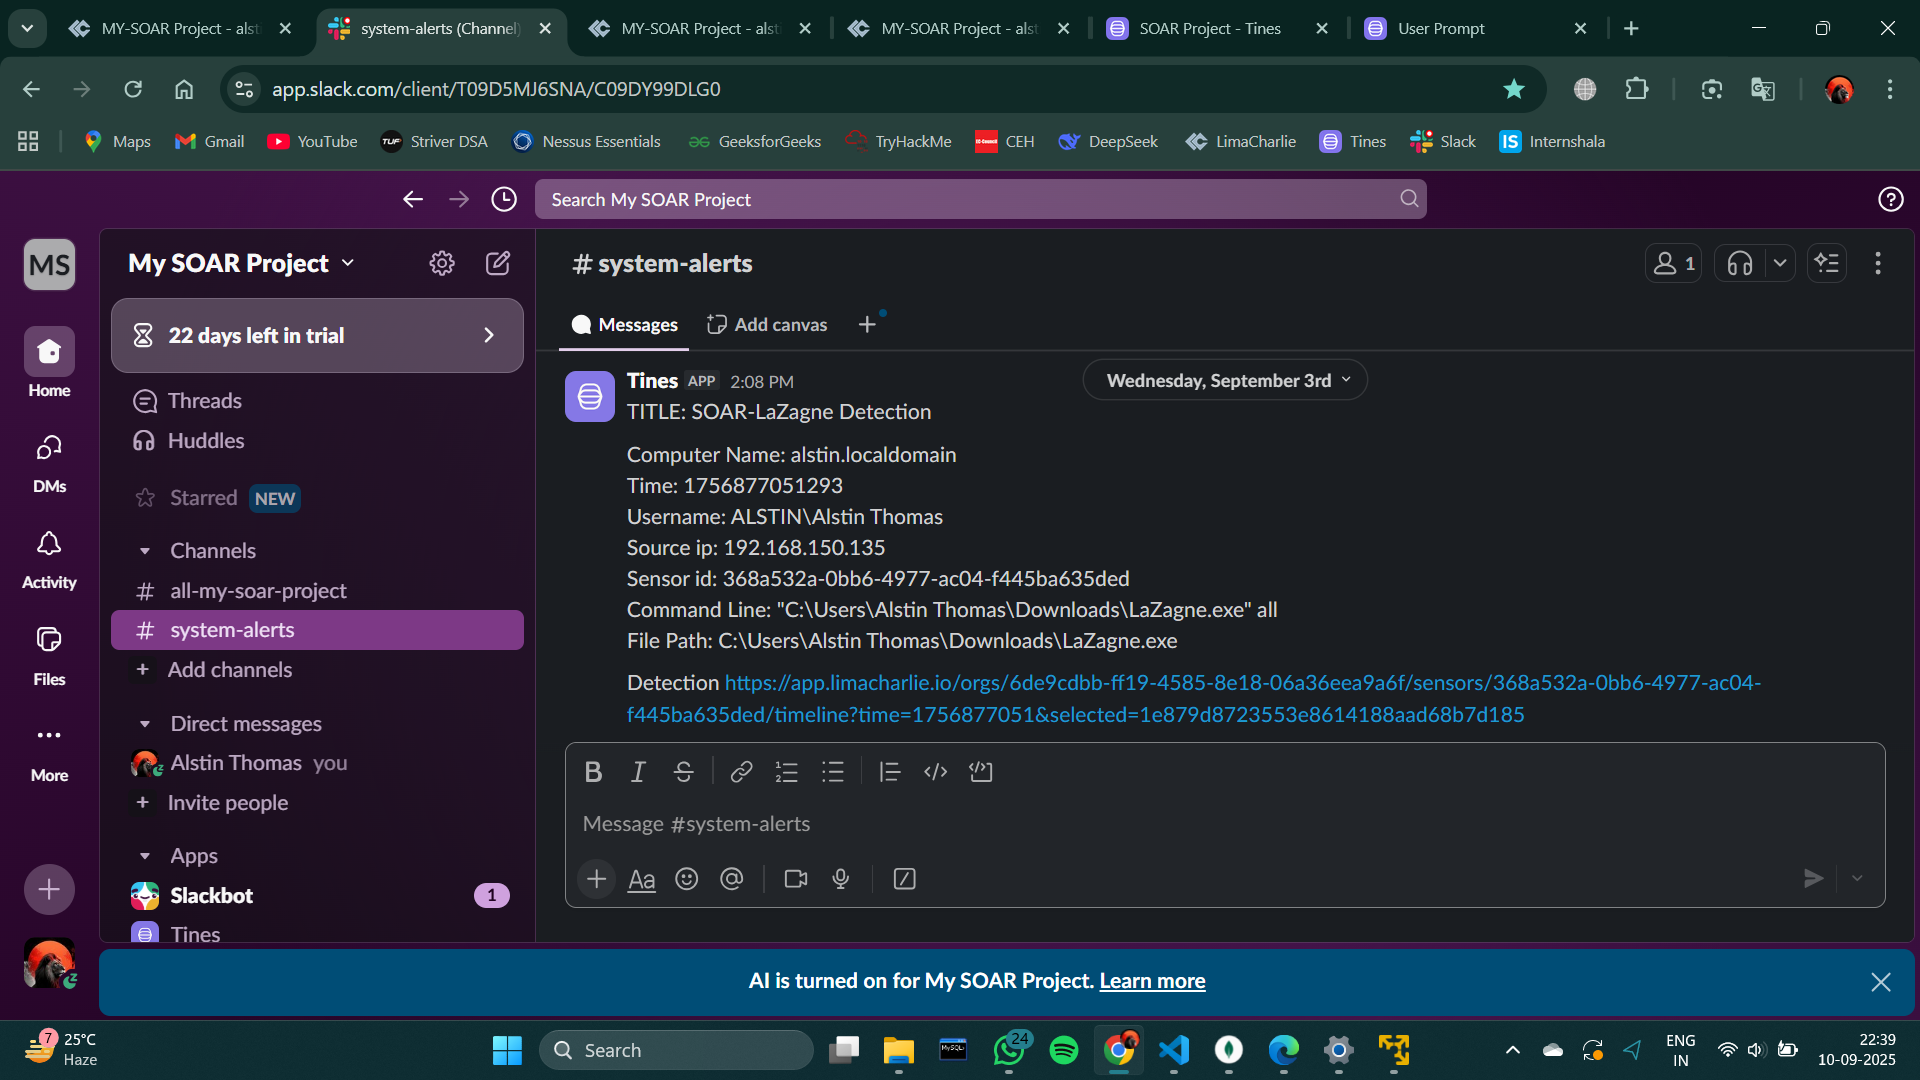 MY-SOAR Project - alst
system-alerts (Channel)
MY-SOAR Project - alsti
MY-SOAR Project - alst
SOAR Project - Tines
User Prompt
app.slack.com/client/T09D5MJ6SNA/C09DY99DLG0
Maps
Gmail
YouTube
TUF Striver DSA
Nessus Essentials
GeeksforGeeks
TryHackMe
CEH
DeepSeek
LimaCharlie
Tines
Slack
IS Internshala
Search My SOAR Project
MS
My SOAR Project
22 days left in trial
Home
Threads
Huddles
DMs
Starred NEW
Activity
Channels
# all-my-soar-project
# system-alerts
+ Add channels
Files
Direct messages
Alstin Thomas you
+ Invite people
More
Apps
Slackbot 1
Tines
# system-alerts
1
Messages
Add canvas
+
Wednesday, September 3rd
Tines APP 2:08 PM
TITLE: SOAR-LaZagne Detection
Computer Name: alstin.localdomain
Time: 1756877051293
Username: ALSTIN\Alstin Thomas
Source ip: 192.168.150.135
Sensor id: 368a532a-0bb6-4977-ac04-f445ba635ded
Command Line: "C:\Users\Alstin Thomas\Downloads\LaZagne.exe" all
File Path: C:\Users\Alstin Thomas\Downloads\LaZagne.exe
Detection https://app.limacharlie.io/orgs/6de9cdbb-ff19-4585-8e18-06a36eea9a6f/sensors/368a532a-0bb6-4977-ac04-
f445ba635ded/timeline?time=1756877051&selected=1e879d8723553e8614188aad68b7d185
B I S
Message #system-alerts
Aa
AI is turned on for My SOAR Project. Learn more
7
25°C
Haze
Search
MySQL
24
ENG
IN
22:39
10-09-2025